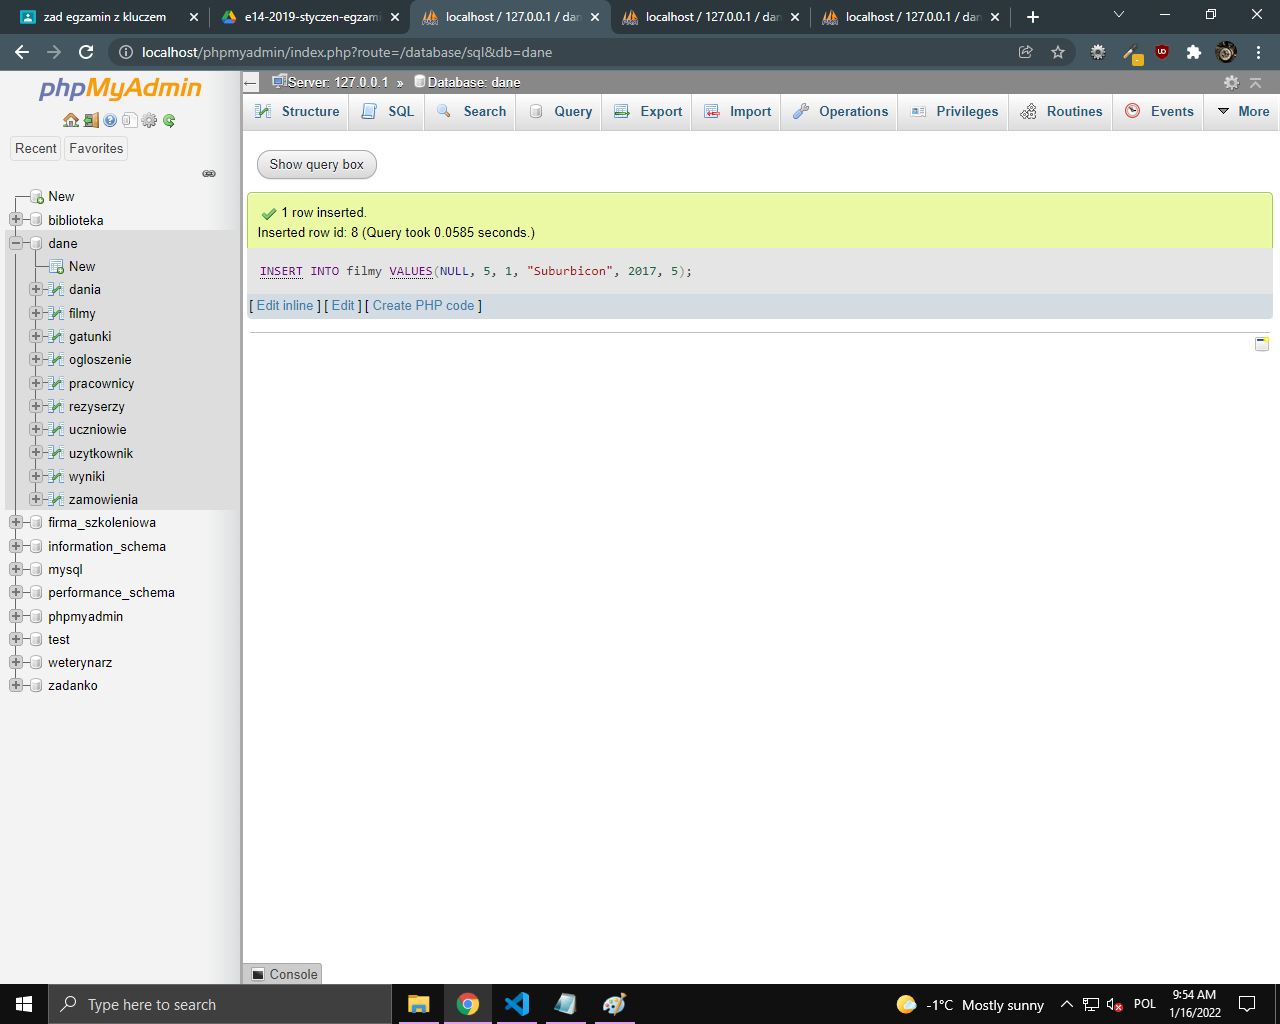 zad egzamin z kluczem
e14-2019-styczen-egzami
localhost / 127.0.0.1 / dane
localhost / 127.0.0.1 / dan
localhost / 127.0.0.1 / dan
localhost/phpmyadmin/index.php?route=/database/sql&db=dane
phpMyAdmin
Recent
Favorites
New
biblioteka
dane
New
dania
filmy
gatunki
ogloszenie
pracownicy
rezyserzy
uczniowie
uzytkownik
wyniki
zamowienia
firma_szkoleniowa
information_schema
mysql
performance_schema
phpmyadmin
test
weterynarz
zadanko
Server: 127.0.0.1 » Database: dane
Structure
SQL
Search
Query
Export
Import
Operations
Privileges
Routines
Events
More
Show query box
1 row inserted.
Inserted row id: 8 (Query took 0.0585 seconds.)
INSERT INTO filmy VALUES(NULL, 5, 1, "Suburbicon", 2017, 5);
[ Edit inline ] [ Edit ] [ Create PHP code ]
Console
Type here to search
-1°C Mostly sunny
POL
9:54 AM
1/16/2022